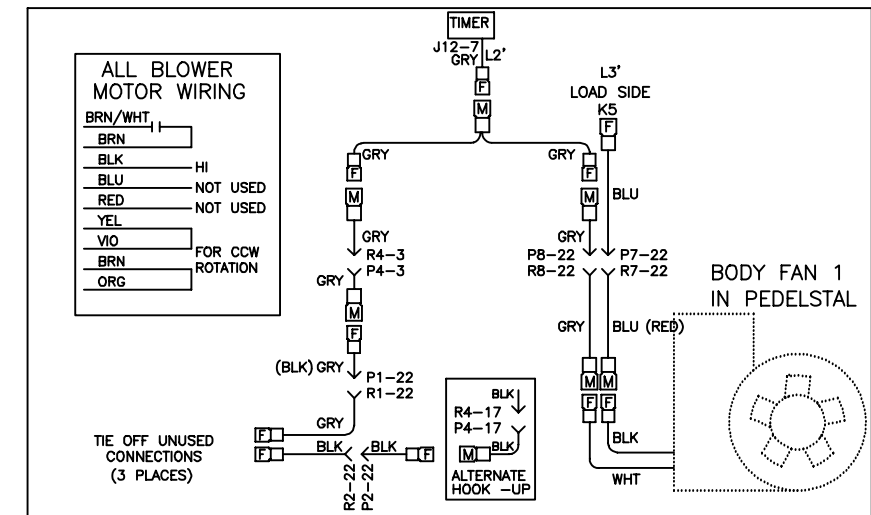 TIMER
J12-7
GRY
L2'
F
M
L3'
LOAD SIDE
K5
F
ALL BLOWER
MOTOR WIRING
BRN/WHT
BRN
BLK
HI
BLU
NOT USED
RED
NOT USED
YEL
VIO
FOR CCW
ROTATION
BRN
ORG
GRY
F
M
GRY
R4-3
P4-3
GRY
M
F
(BLK) GRY
P1-22
R1-22
GRY
F
TIE OFF UNUSED
CONNECTIONS
(3 PLACES)
F
BLK
BLK
F
R2-22
P2-22
BLK
R4-17
P4-17
M
BLK
ALTERNATE
HOOK -UP
GRY
F
M
BLU
GRY
P8-22
P7-22
R8-22
R7-22
GRY
BLU (RED)
M
M
F
F
BLK
WHT
BODY FAN 1
IN PEDELSTAL